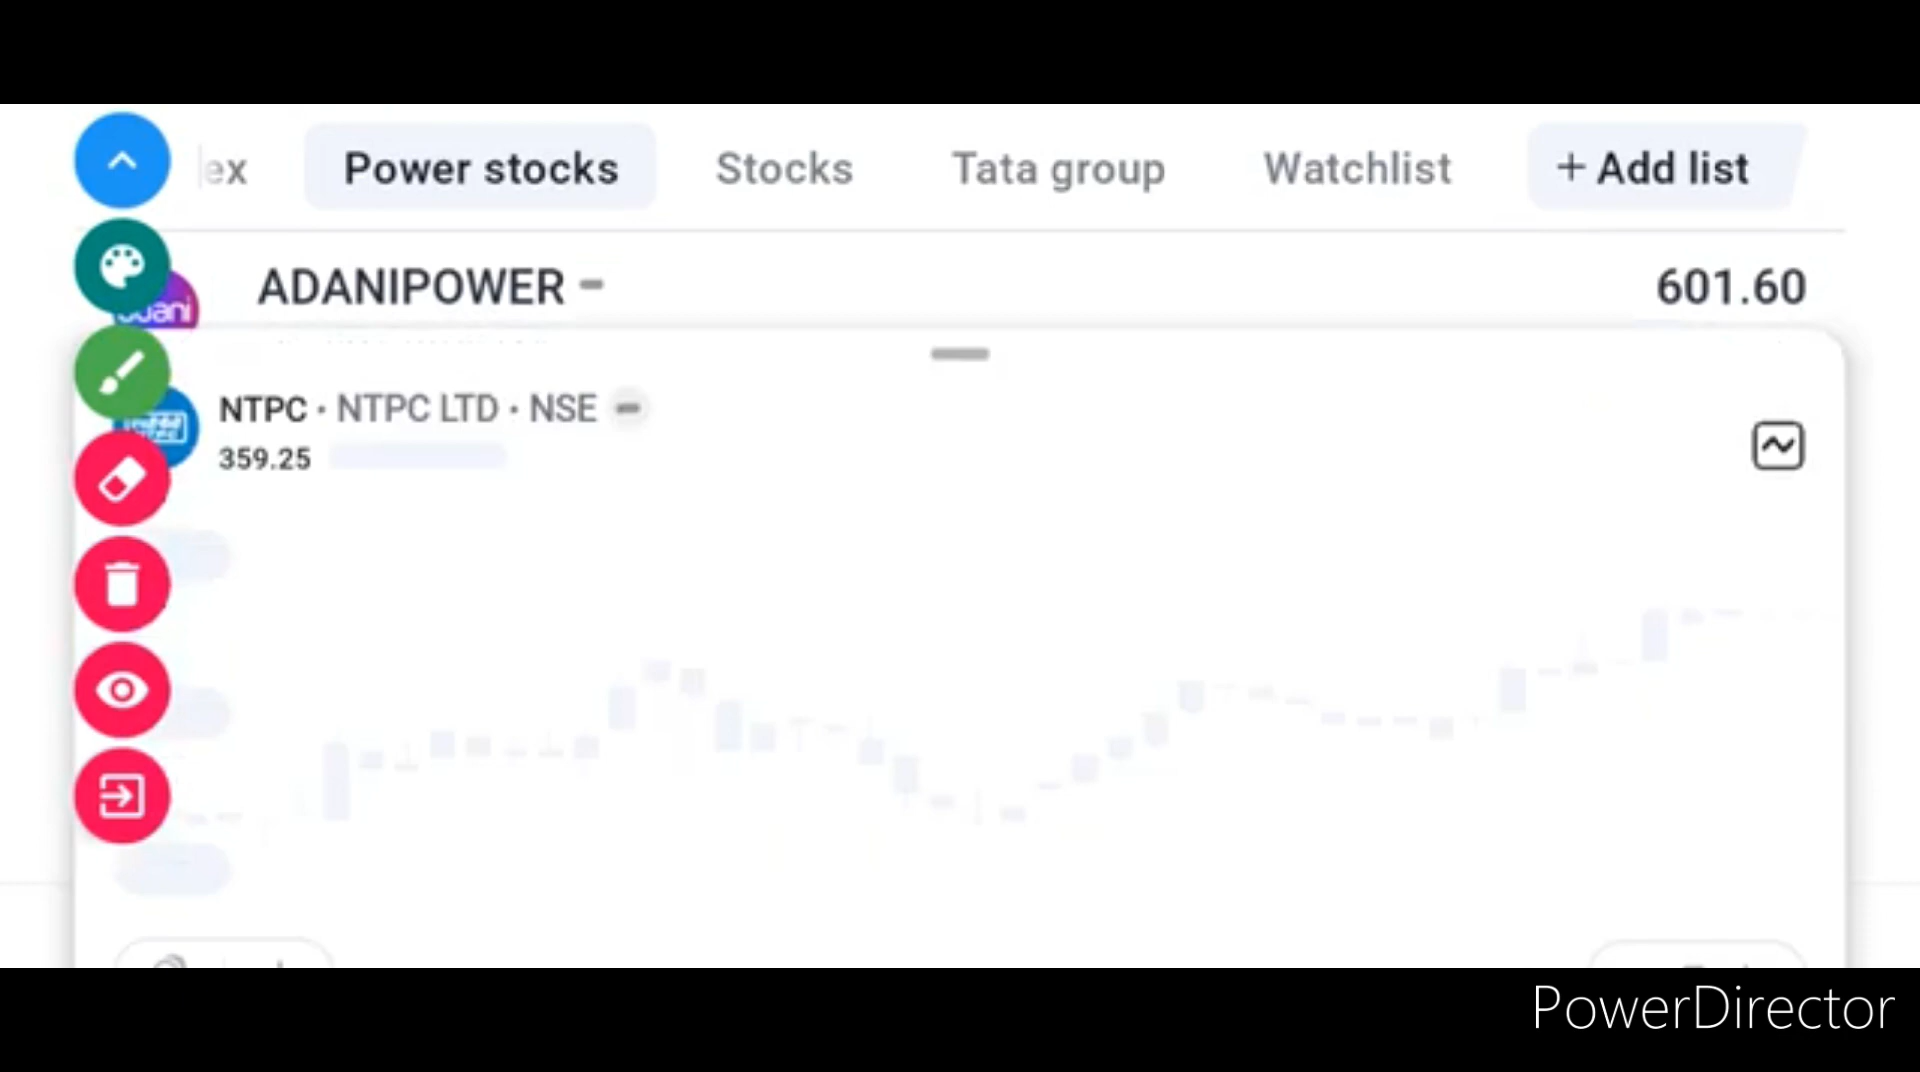 ex Power stocks Stocks Tata group Watchlist + Add list
ADANIPOWER 601.60
NTPC · NTPC LTD · NSE
359.25
PowerDirector